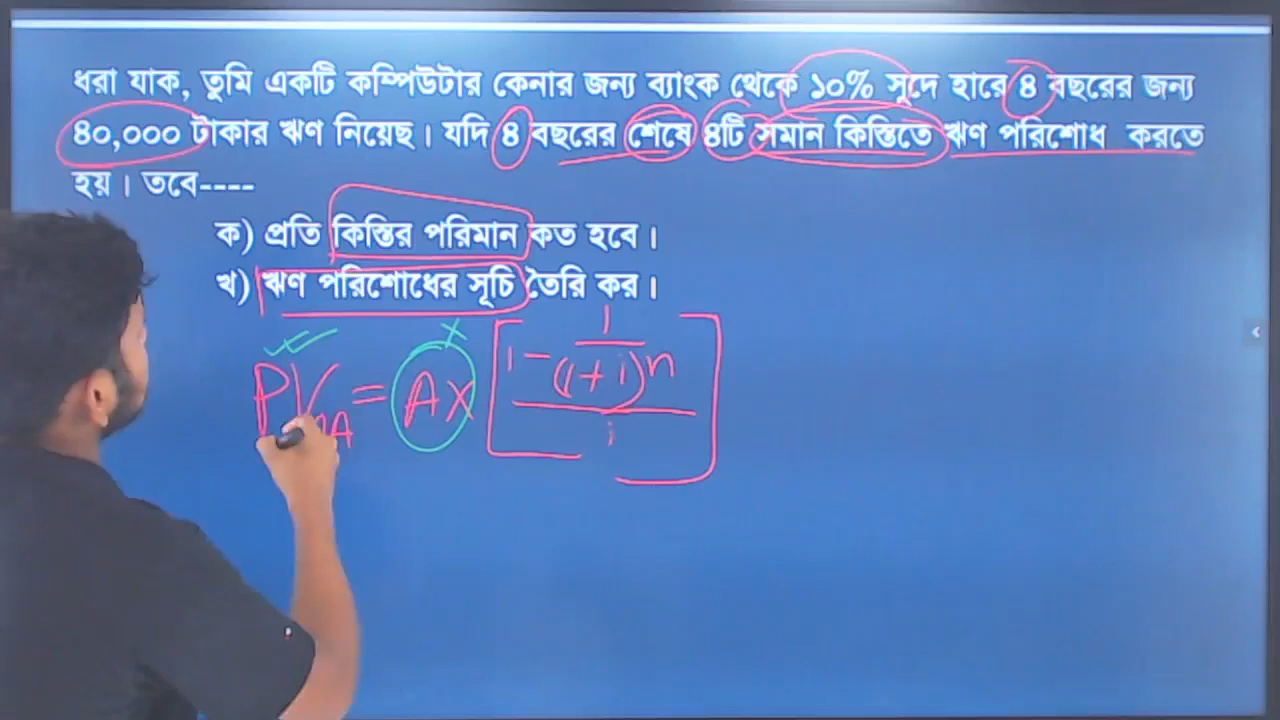 ধরা যাক, তুমি একটি কম্পিউটার কেনার জন্য ব্যাংক থেকে ১০% সুদে হারে ৪ বছরের জন্য
৪০,০০০ টাকার ঋণ নিয়েছ। যদি ৪ বছরের শেষে ৪টি সমান কিস্তিতে ঋণ পরিশোধ করতে
হয়। তবে----
ক) প্রতি কিস্তির পরিমান কত হবে।
খ) ঋণ পরিশোধের সূচি তৈরি কর।
1
1 - (1+i)n
PV A = A x
i